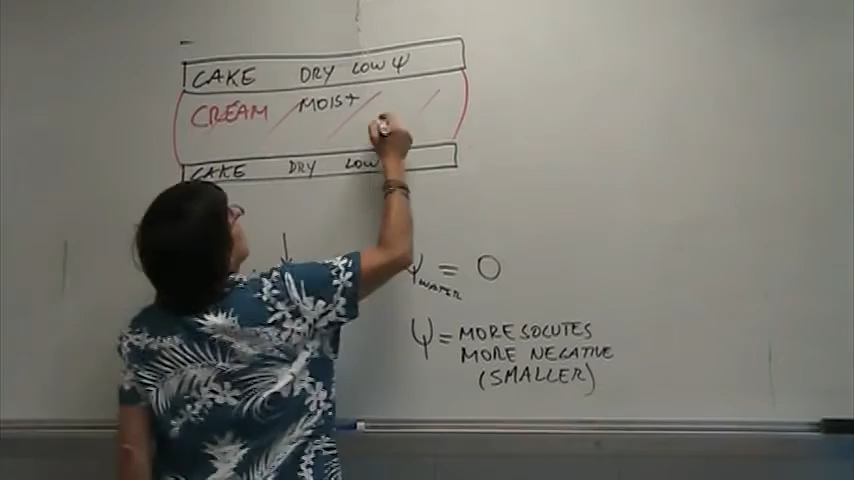 CAKE DRY LOW Ψ
CREAM MOIST
CAKE DRY LOW
Ψ WATER = 0
Ψ = MORE SOLUTES
MORE NEGATIVE
(SMALLER)